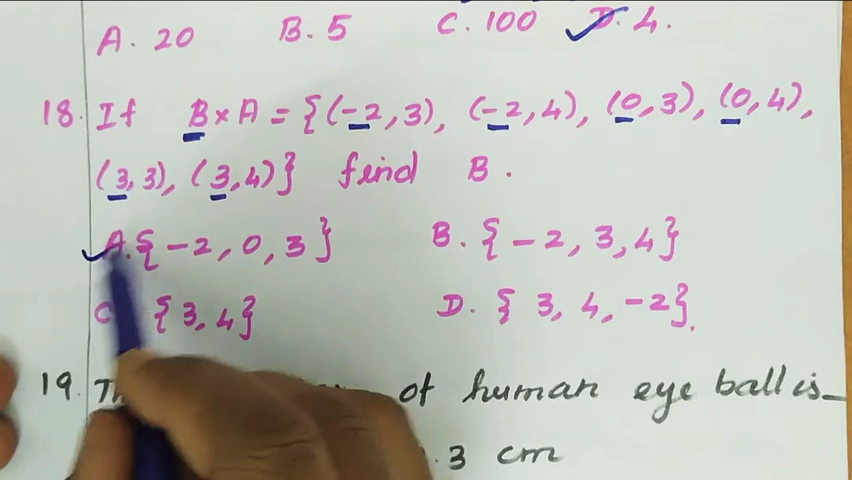 A. 20 B. 5 C. 100 D. 4.
18. If B×A = {(-2,3), (-2,4), (0,3), (0,4),
(3,3), (3,4)} find B.
A. {-2, 0, 3} B. {-2, 3, 4}
C {3, 4} D. { 3, 4, -2}.
19. of human eye ball is_
.3 cm